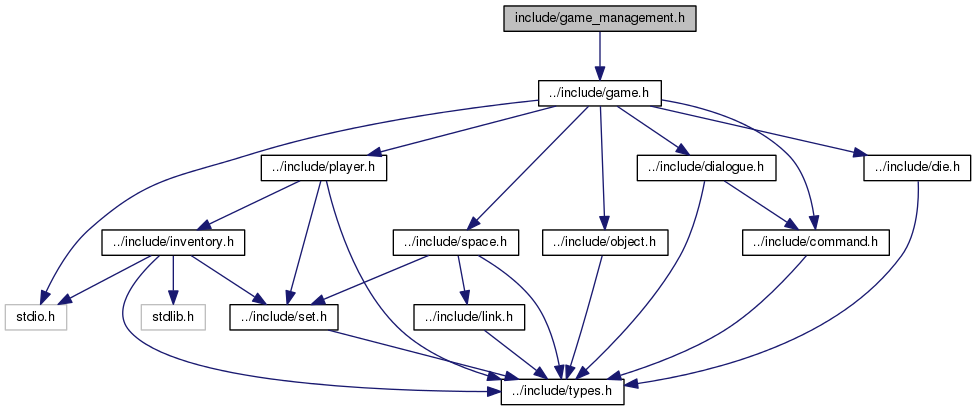 include/game_management.h
../include/game.h
../include/player.h
../include/dialogue.h
../include/die.h
../include/inventory.h
../include/space.h
../include/object.h
../include/command.h
stdio.h
stdlib.h
../include/set.h
../include/link.h
../include/types.h